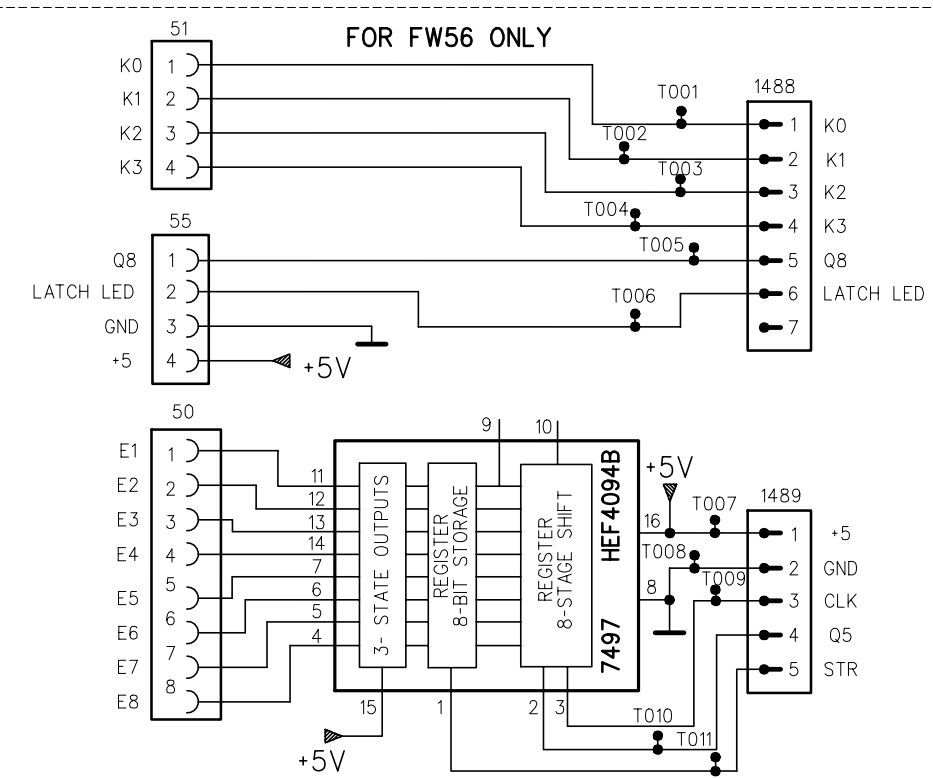 FOR FW56 ONLY
51
K0 1
K1 2
K2 3
K3 4
55
Q8 1
LATCH LED 2
GND 3
+5 4
+5V
T001
T002
T003
T004
T005
T006
1488
1 K0
2 K1
3 K2
4 K3
5 Q8
6 LATCH LED
7
50
E1 1
E2 2
E3 3
E4 4
E5 5
E6 6
E7 7
E8 8
11
12
13
14
7
6
5
4
9
10
3- STATE OUTPUTS
REGISTER
8-BIT STORAGE
REGISTER
8-STAGE SHIFT
HEF4094B
7497
16
8
15
1
2
3
+5V
+5V
T007
T008
T009
T010
T011
1489
1 +5
2 GND
3 CLK
4 Q5
5 STR